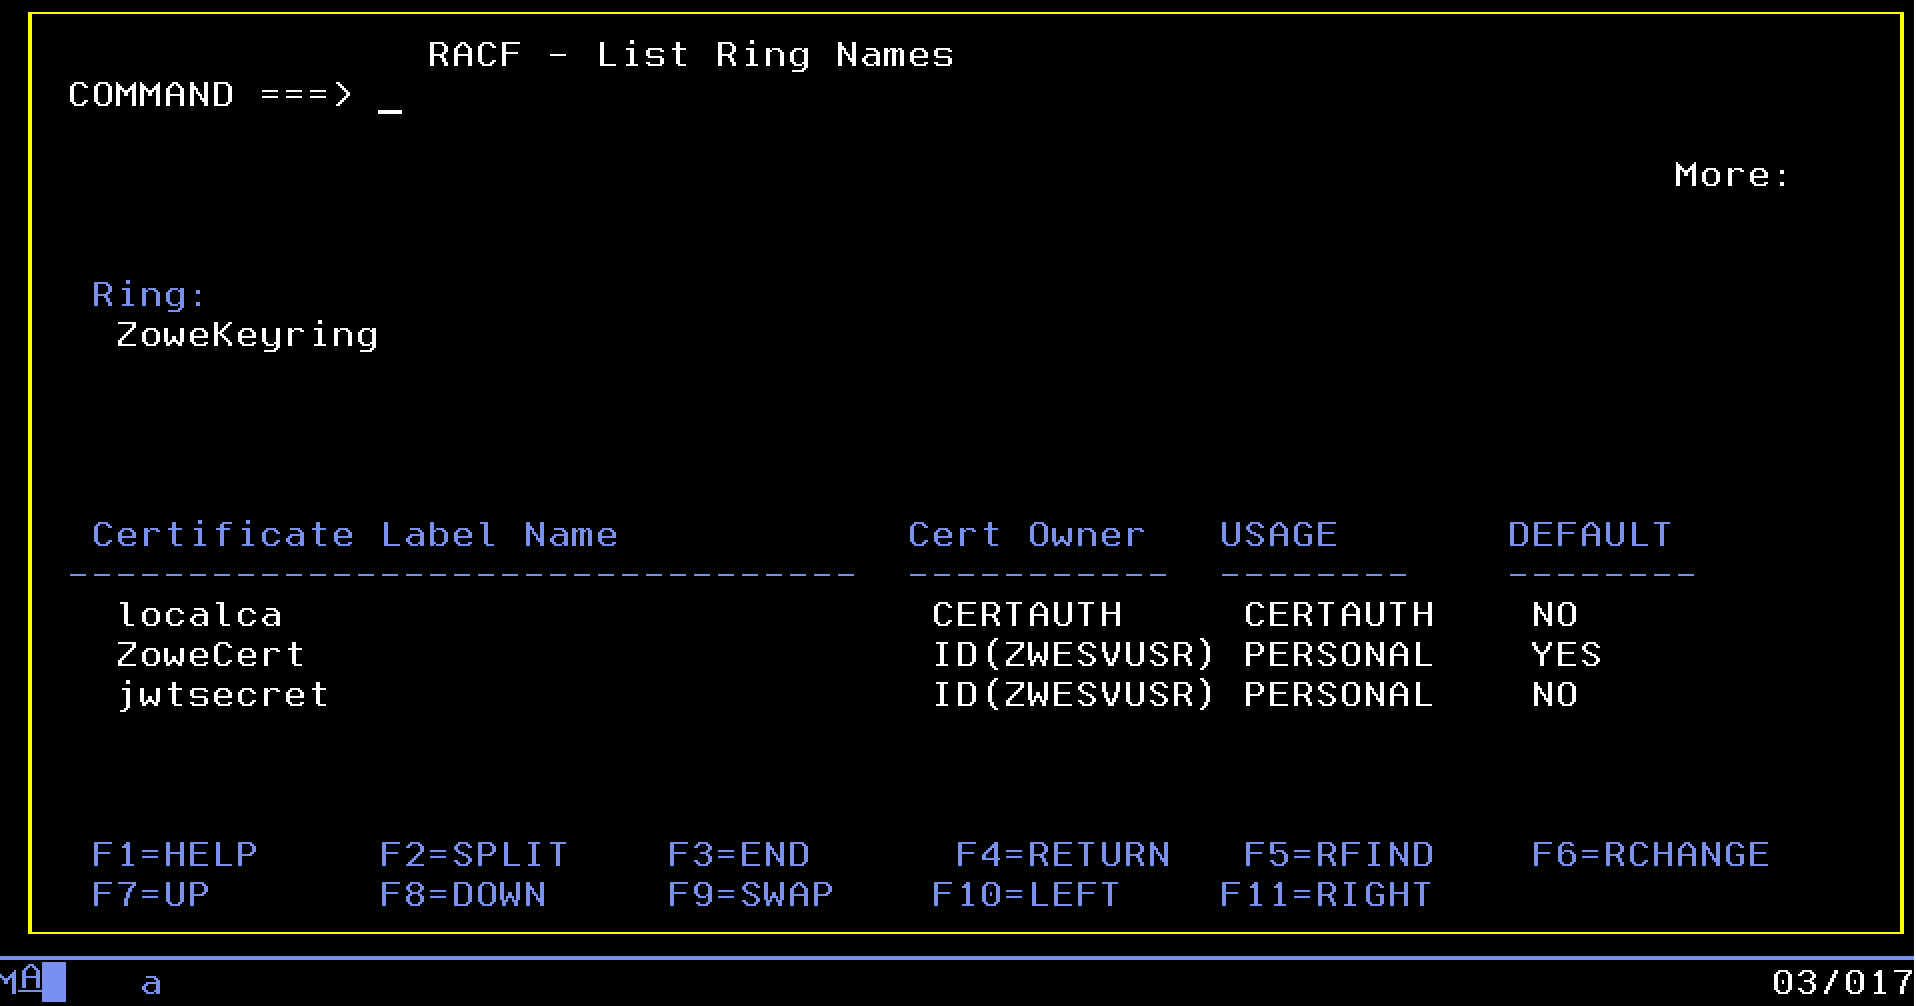 RACF - List Ring Names
COMMAND ===> _
More:
Ring:
ZoweKeyring
Certificate Label Name Cert Owner USAGE DEFAULT
--------------------------------- ----------- -------- --------
localca CERTAUTH CERTAUTH NO
ZoweCert ID(ZWESVUSR) PERSONAL YES
jwtsecret ID(ZWESVUSR) PERSONAL NO
F1=HELP F2=SPLIT F3=END F4=RETURN F5=RFIND F6=RCHANGE
F7=UP F8=DOWN F9=SWAP F10=LEFT F11=RIGHT
MA a 03/017